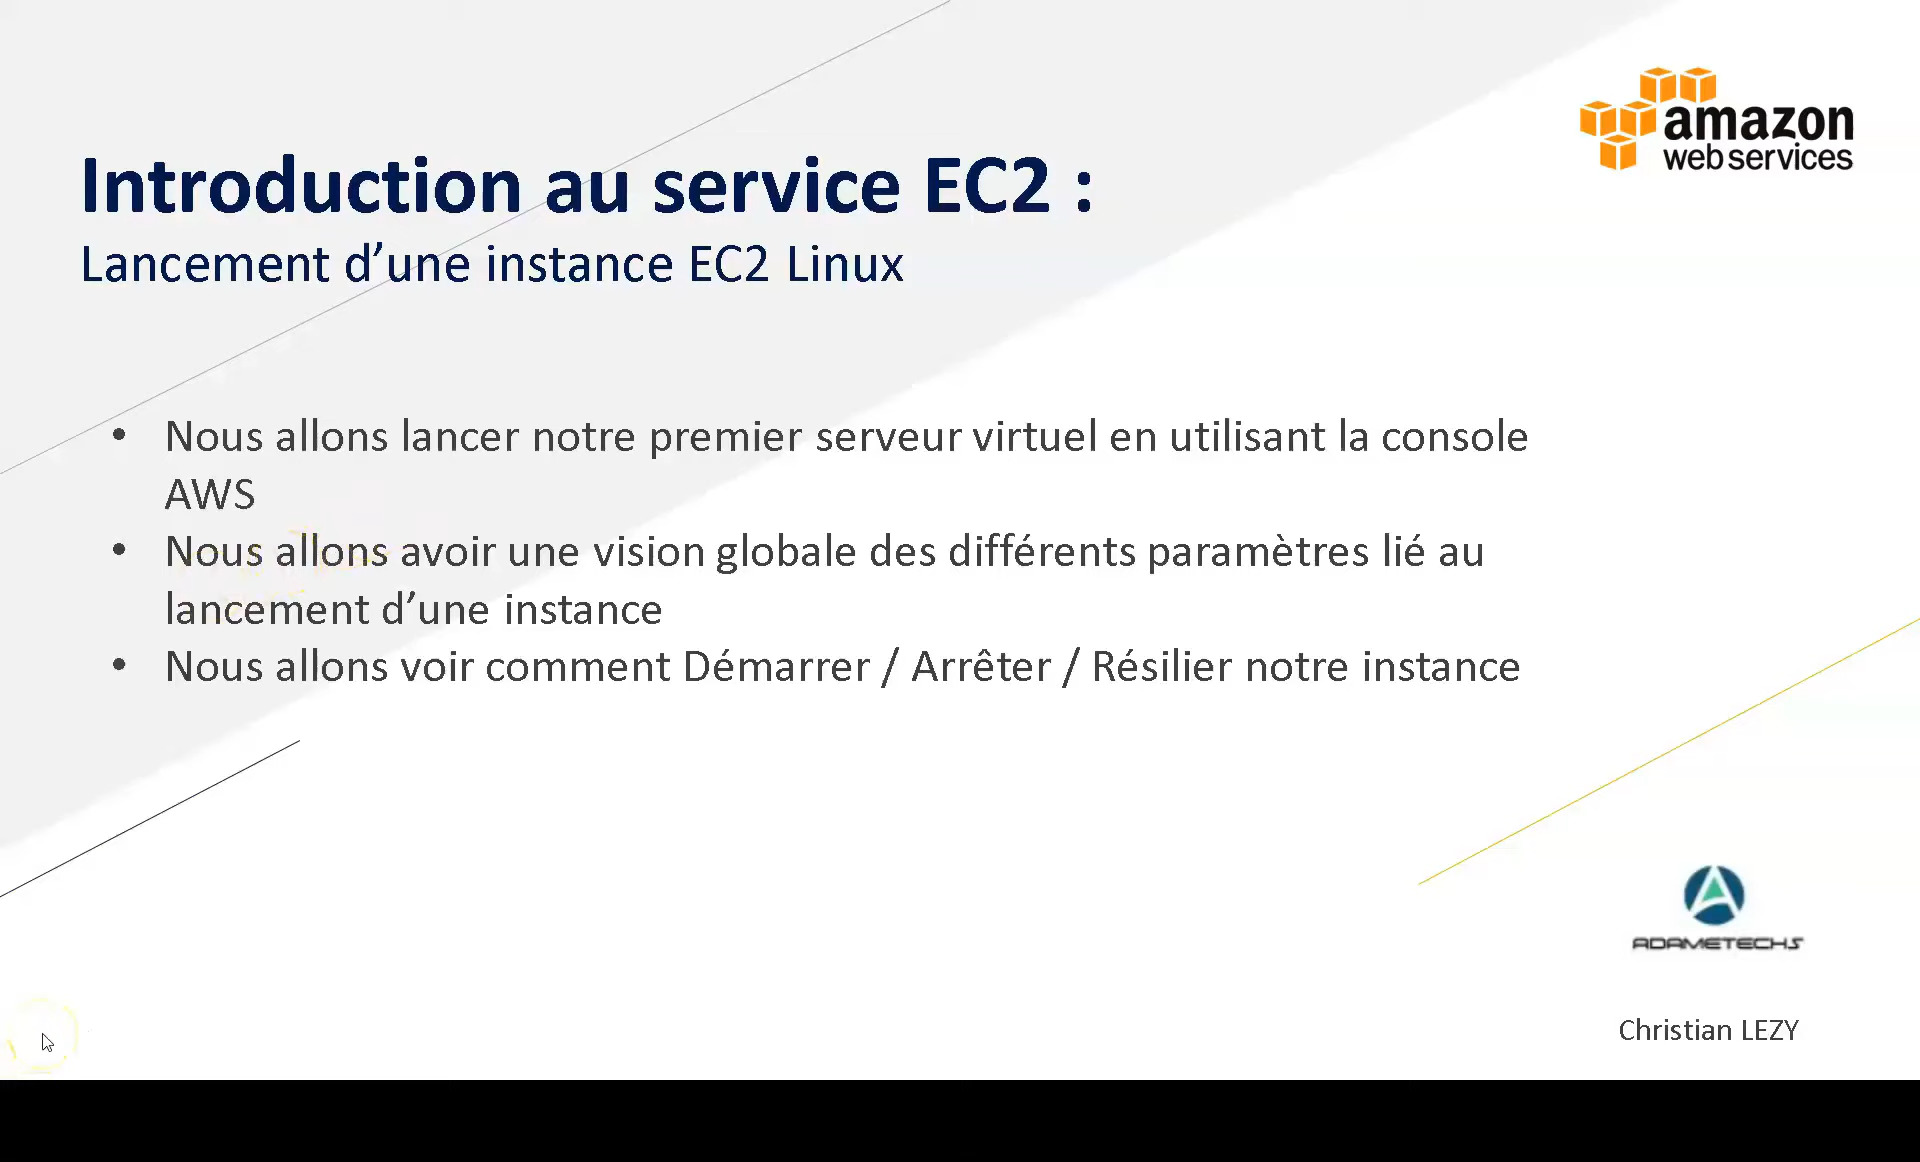 amazon
web services
Introduction au service EC2 :
Lancement d’une instance EC2 Linux
• Nous allons lancer notre premier serveur virtuel en utilisant la console
AWS
• Nous allons avoir une vision globale des différents paramètres lié au
lancement d’une instance
• Nous allons voir comment Démarrer / Arrêter / Résilier notre instance
ADAMETECHS
Christian LEZY